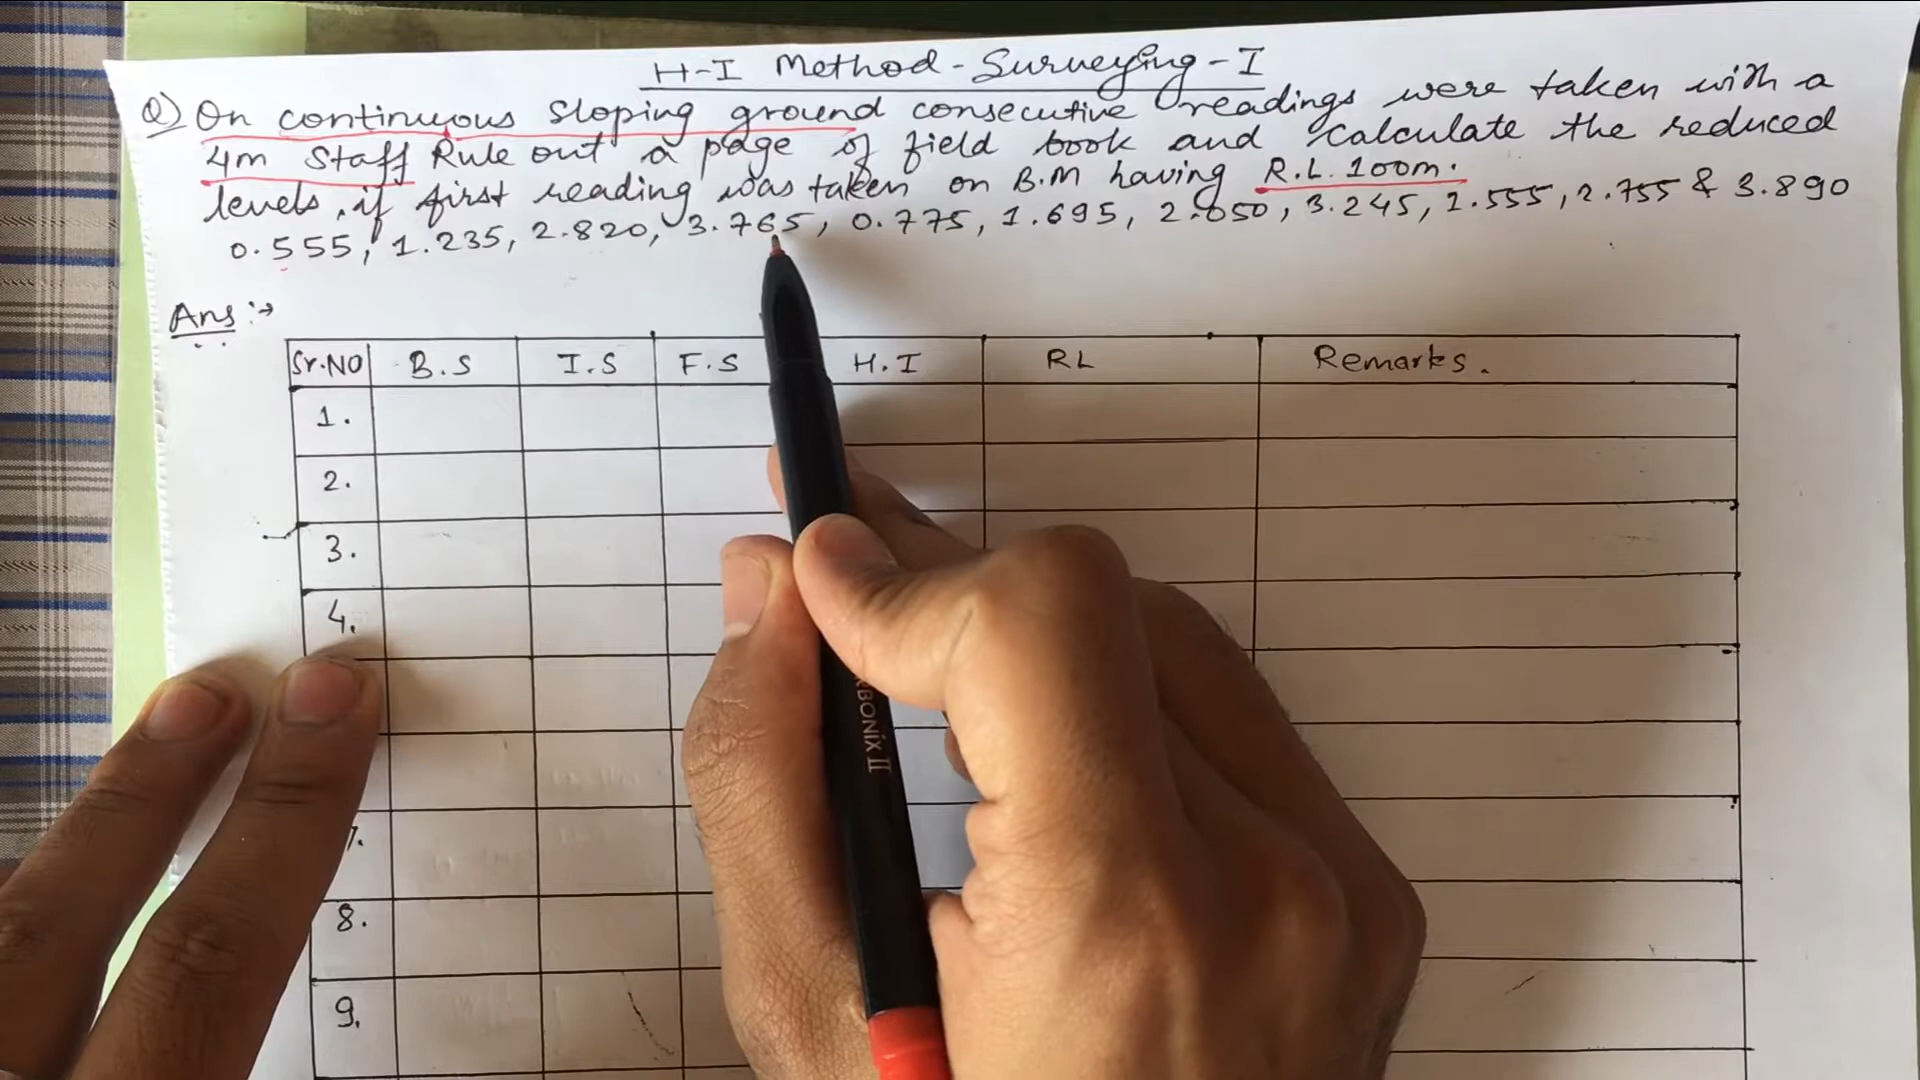 H-I Method - Surveying - I
Q) On continuous sloping ground consecutive readings were taken with a
4m Staff Rule out a page of field book and calculate the reduced
levels, if first reading was taken on B.M having R.L. 100m.
0.555, 1.235, 2.820, 3.765, 0.775, 1.695, 2.050, 3.245, 1.555, 2.755 & 3.890
Ans :→
Sr.NO B.S I.S F.S H.I RL Remarks.
1.
2.
3.
4.
7.
8.
9.
RBONIX II